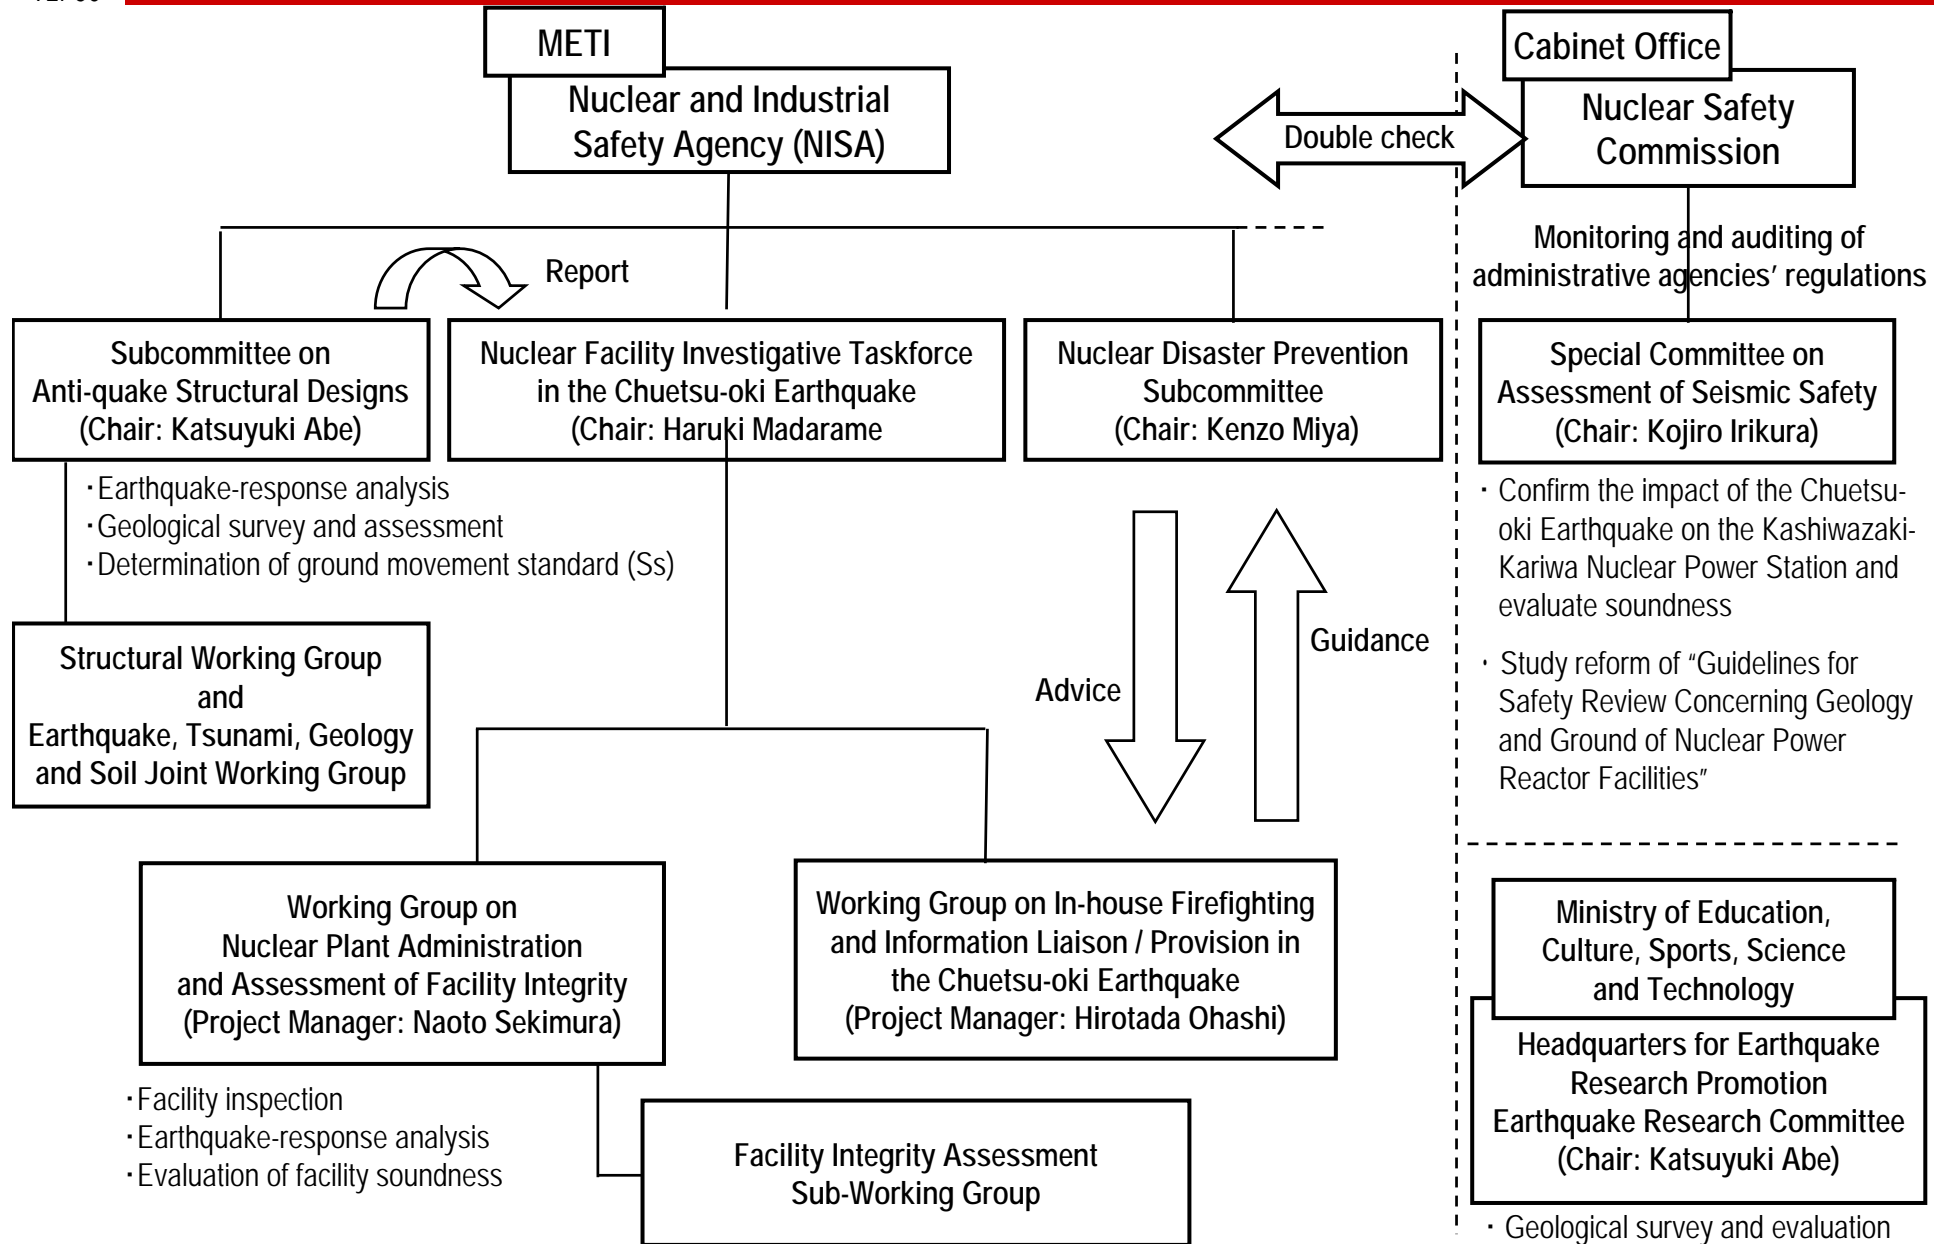 METI
Nuclear and Industrial
Safety Agency (NISA)
Double check
Cabinet Office
Nuclear Safety
Commission
Monitoring and auditing of
administrative agencies’ regulations
Report
Subcommittee on
Anti-quake Structural Designs
(Chair: Katsuyuki Abe)
Nuclear Facility Investigative Taskforce
in the Chuetsu-oki Earthquake
(Chair: Haruki Madarame
Nuclear Disaster Prevention
Subcommittee
(Chair: Kenzo Miya)
Special Committee on
Assessment of Seismic Safety
(Chair: Kojiro Irikura)
・Earthquake-response analysis
・Geological survey and assessment
・Determination of ground movement standard (Ss)
・Confirm the impact of the Chuetsu-
oki Earthquake on the Kashiwazaki-
Kariwa Nuclear Power Station and
evaluate soundness
・Study reform of “Guidelines for
Safety Review Concerning Geology
and Ground of Nuclear Power
Reactor Facilities”
Structural Working Group
and
Earthquake, Tsunami, Geology
and Soil Joint Working Group
Advice
Guidance
Working Group on
Nuclear Plant Administration
and Assessment of Facility Integrity
(Project Manager: Naoto Sekimura)
Working Group on In-house Firefighting
and Information Liaison / Provision in
the Chuetsu-oki Earthquake
(Project Manager: Hirotada Ohashi)
Ministry of Education,
Culture, Sports, Science
and Technology
Headquarters for Earthquake
Research Promotion
Earthquake Research Committee
(Chair: Katsuyuki Abe)
・Facility inspection
・Earthquake-response analysis
・Evaluation of facility soundness
Facility Integrity Assessment
Sub-Working Group
・Geological survey and evaluation